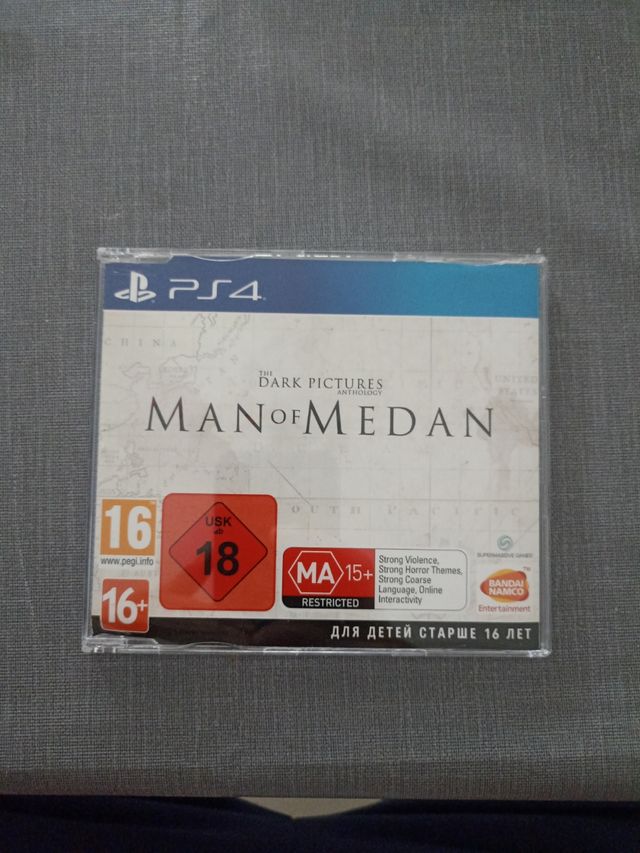 PS4
CHINA
UNITED
STATES
THE
DARK PICTURES
ANTHOLOGY
MAN OF MEDAN
SOUTH PACIFIC
16
www.pegi.info
USK
ab
18
16+
MA 15+
RESTRICTED
Strong Violence,
Strong Horror Themes,
Strong Coarse
Language, Online
Interactivity
SUPERMASSIVE GAMES
BANDAI
NAMCO
Entertainment
ДЛЯ ДЕТЕЙ СТАРШЕ 16 ЛЕТ